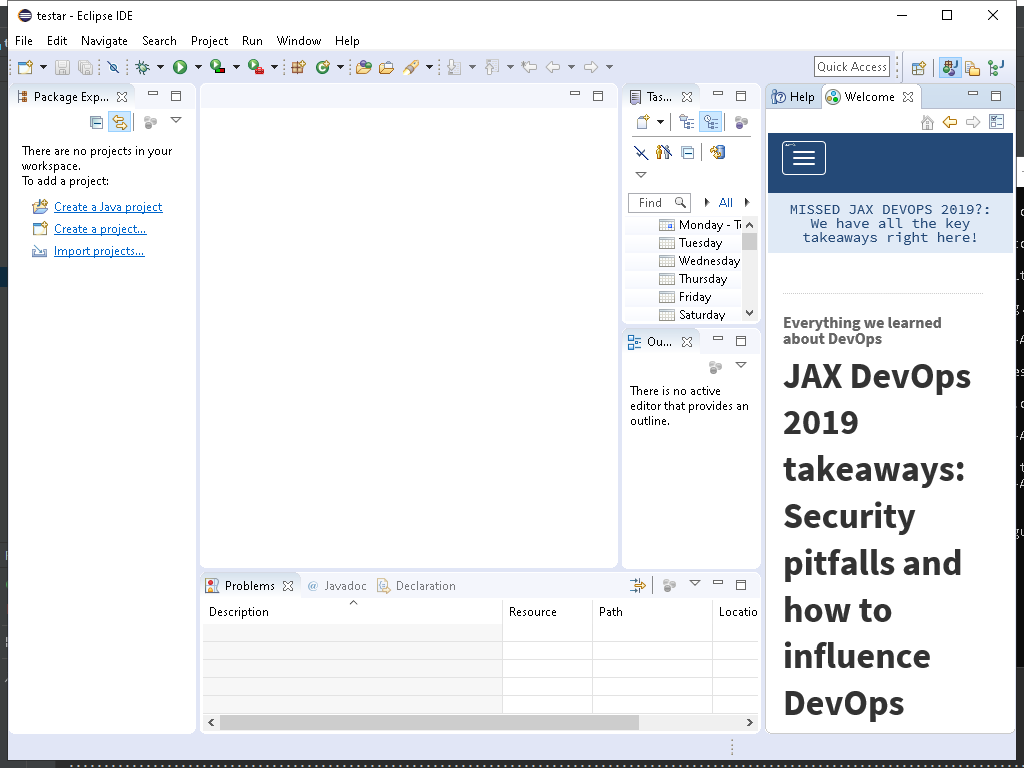 testar - Eclipse IDE
File Edit Navigate Search Project Run Window Help
Quick Access
Package Exp...
There are no projects in your
workspace.
To add a project:
Create a Java project
Create a project...
Import projects...
Tas...
Find All
Monday - T
Tuesday
Wednesday
Thursday
Friday
Saturday
Ou...
There is no active
editor that provides an
outline.
Problems @ Javadoc Declaration
Description Resource Path Locatio
Help Welcome
MISSED JAX DEVOPS 2019?:
We have all the key
takeaways right here!
Everything we learned
about DevOps
JAX DevOps
2019
takeaways:
Security
pitfalls and
how to
influence
DevOps